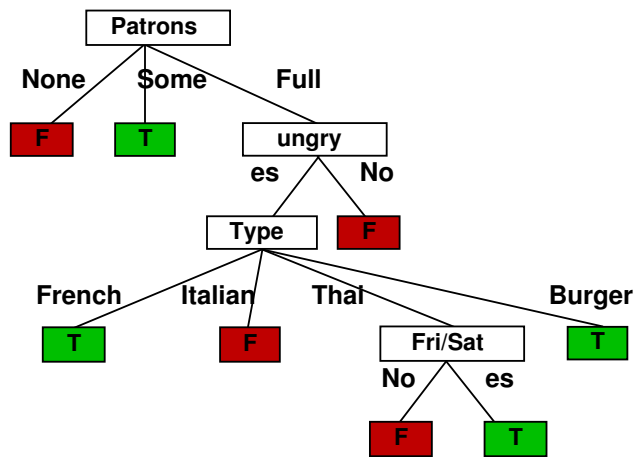 Patrons
None Some Full
F T ungry
es No
Type F
French Italian Thai Burger
T F Fri/Sat T
No es
F T